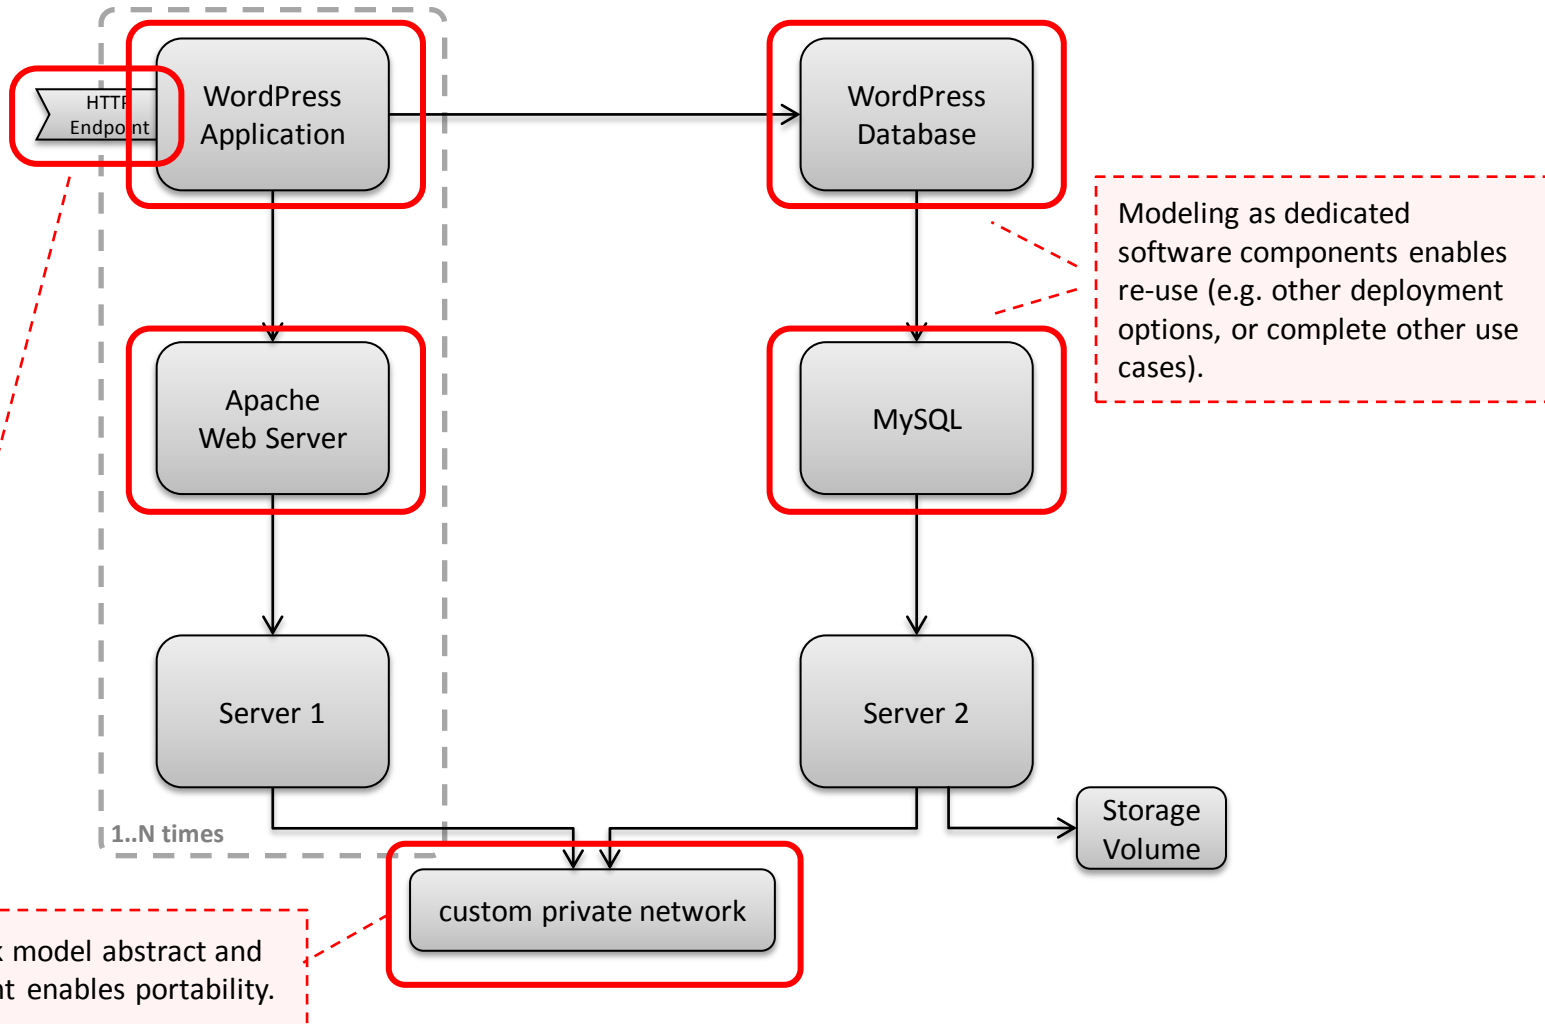 HTTP
Endpoint
WordPress
Application
WordPress
Database
Modeling as dedicated
software components enables
re-use (e.g. other deployment
options, or complete other use
cases).
Apache
Web Server
MySQL
Server 1
Server 2
1..N times
Storage
Volume
custom private network
model abstract and
enables portability.